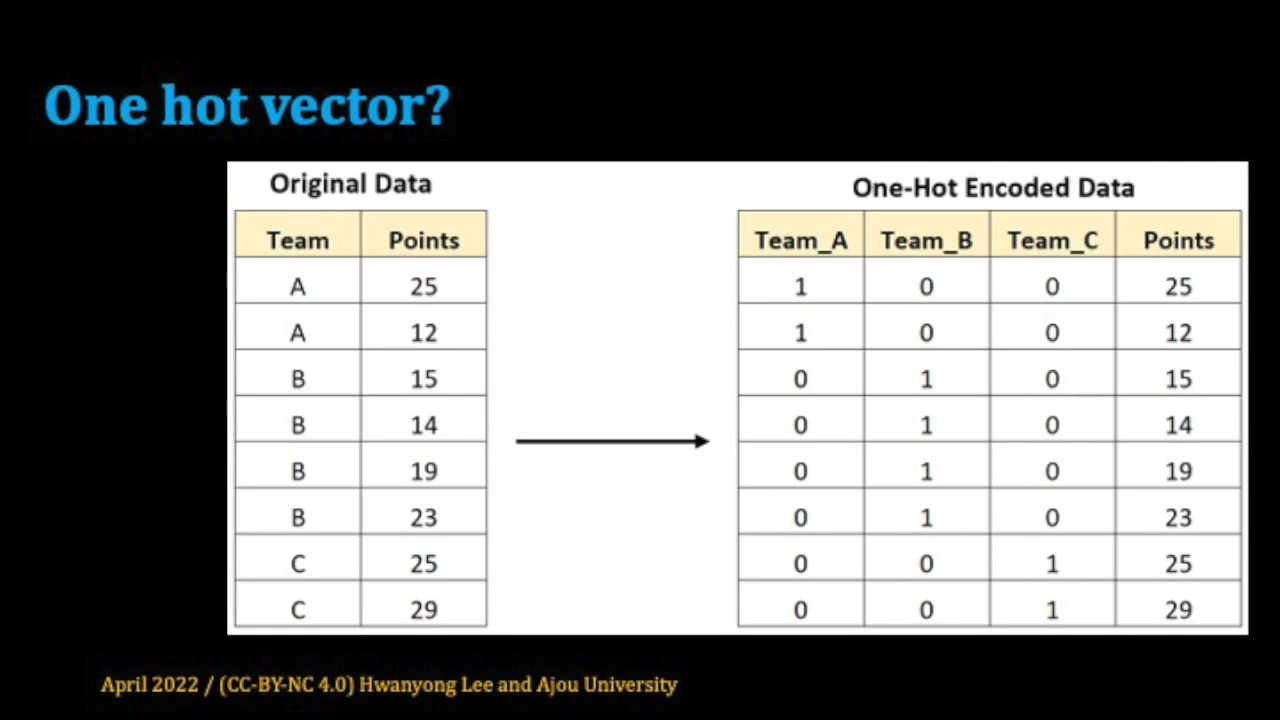 One hot vector?
Original Data
Team Points
A 25
A 12
B 15
B 14
B 19
B 23
C 25
C 29
One-Hot Encoded Data
Team_A Team_B Team_C Points
1 0 0 25
1 0 0 12
0 1 0 15
0 1 0 14
0 1 0 19
0 1 0 23
0 0 1 25
0 0 1 29
April 2022 / (CC-BY-NC 4.0) Hwanyong Lee and Ajou University